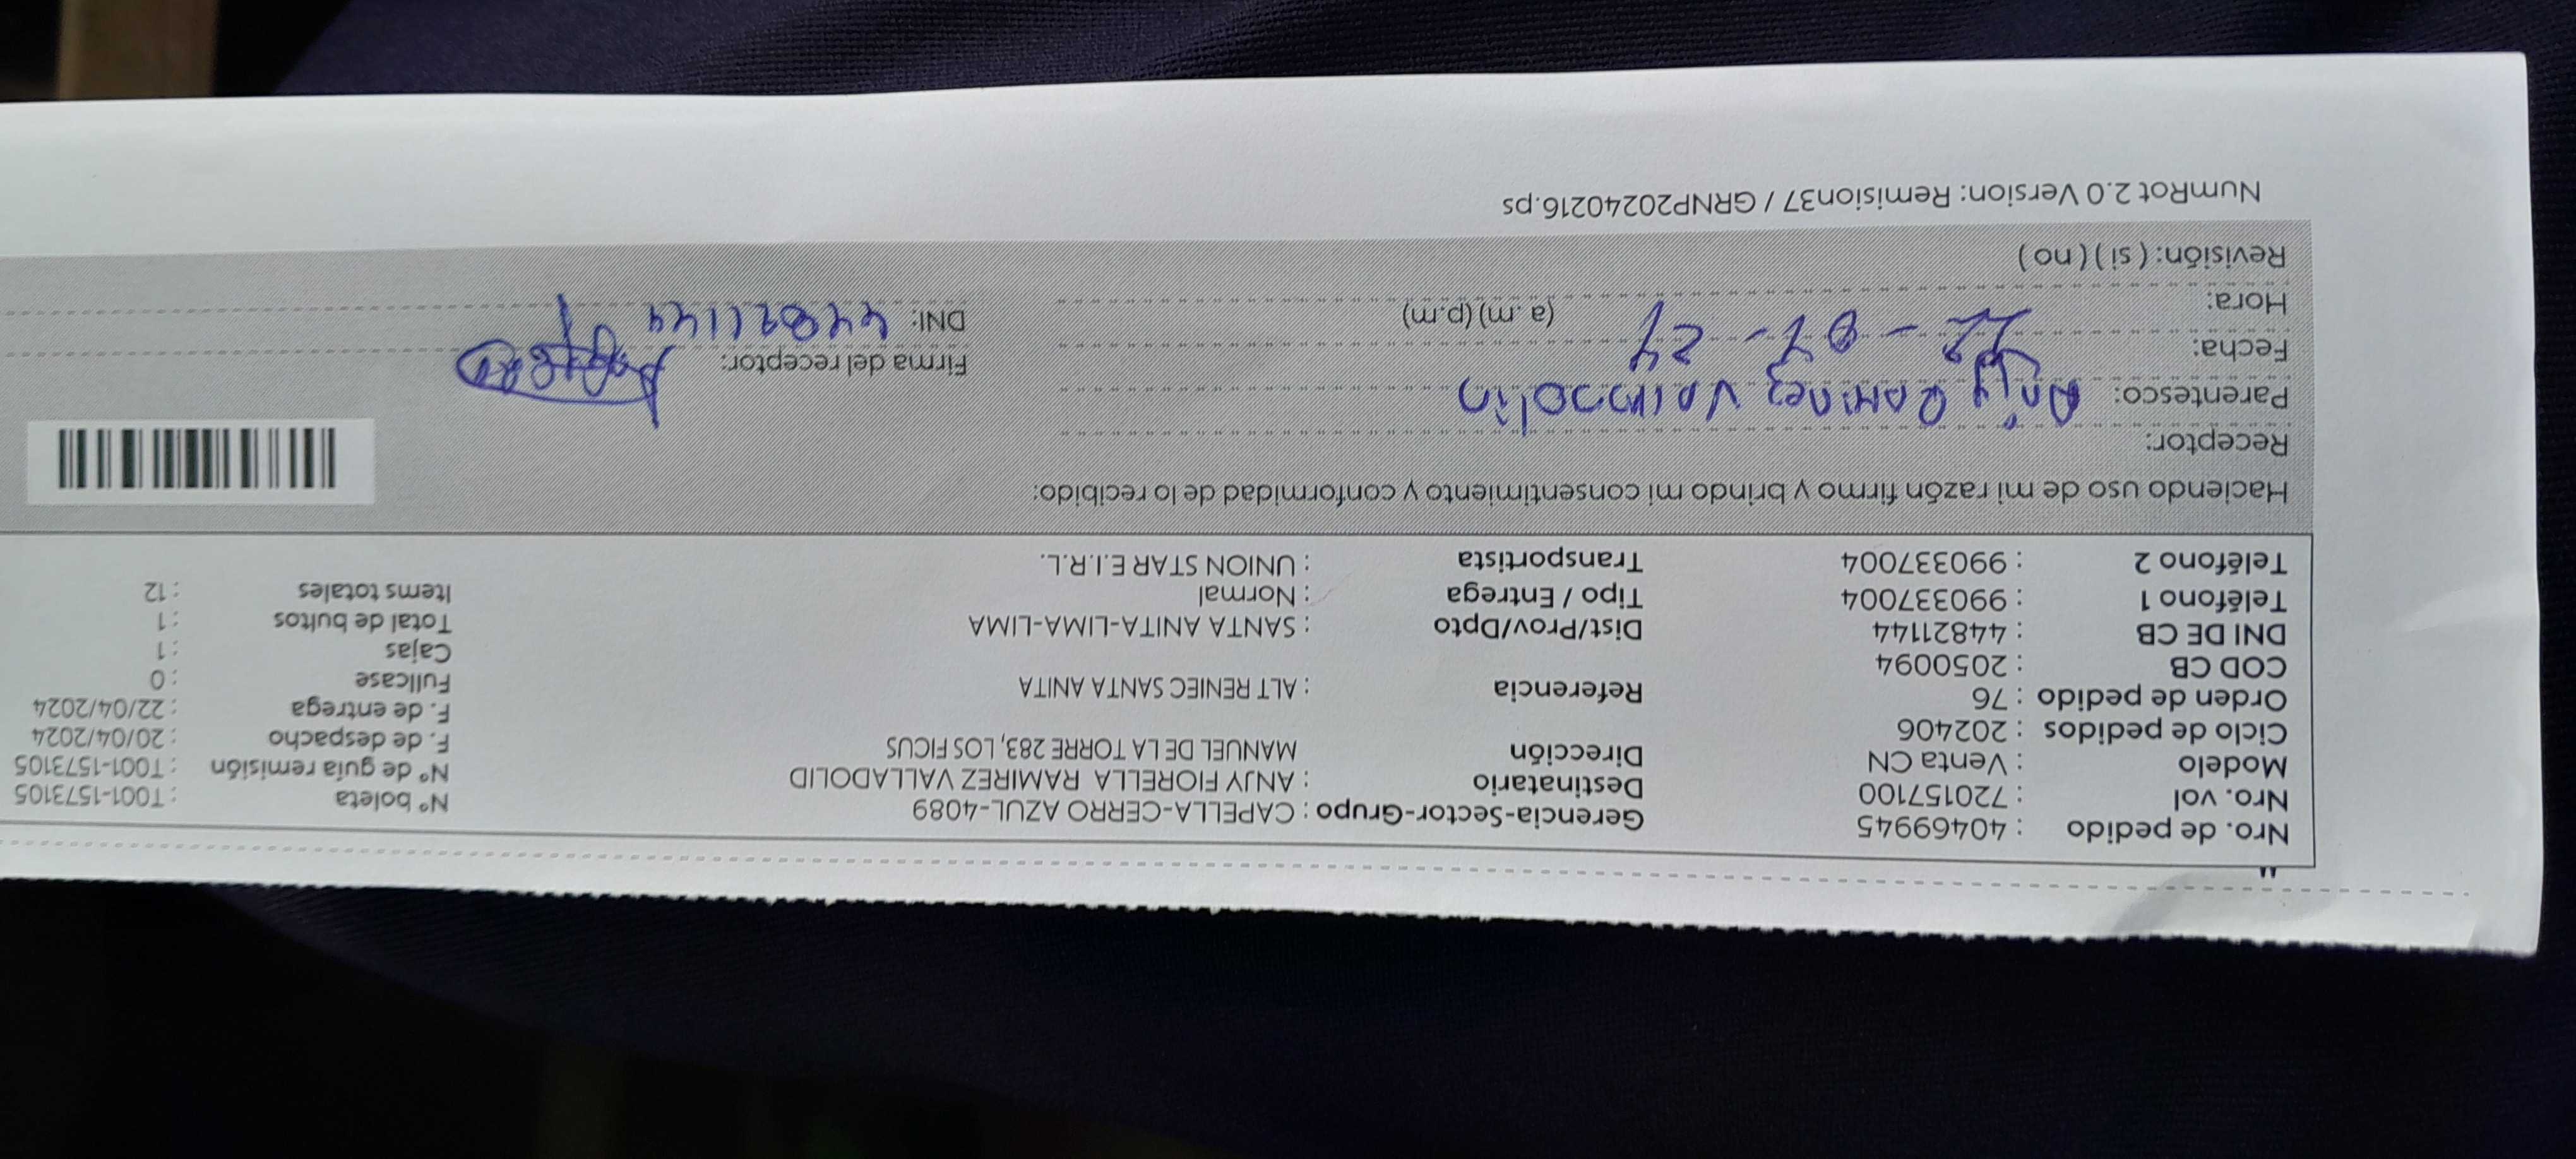 Nro. de pedido : 40469945
Nro. vol : 720157100
Modelo : Venta CN
Ciclo de pedidos : 202406
Orden de pedido : 76
COD CB : 2050094
DNI DE CB : 44821144
Teléfono 1 : 990337004
Teléfono 2 : 990337004
Gerencia-Sector-Grupo : CAPELLA-CERRO AZUL-4089
Destinatario : ANJY FIORELLA RAMIREZ VALLADOLID
Dirección MANUEL DE LA TORRE 283, LOS FICUS
Referencia : ALT RENIEC SANTA ANITA
Dist/Prov/Dpto : SANTA ANITA-LIMA-LIMA
Tipo / Entrega : Normal
Transportista : UNION STAR E.I.R.L.
N° boleta : T001-1573105
N° de guía remisión : T001-1573105
F. de despacho : 20/04/2024
F. de entrega : 22/04/2024
Fullcase : 0
Cajas : 1
Total de bultos : 1
Items totales : 12
Haciendo uso de mi razón firmo y brindo mi consentimiento y conformidad de lo recibido:
Receptor:
Parentesco: Anjy Ramirez
Fecha: 22-04-24
Hora: (a.m) (p.m)
Revisión: ( si ) ( no )
Firma del receptor:
DNI: 44821144
NumRot 2.0 Version: Remision37 / GRNP20240216.ps